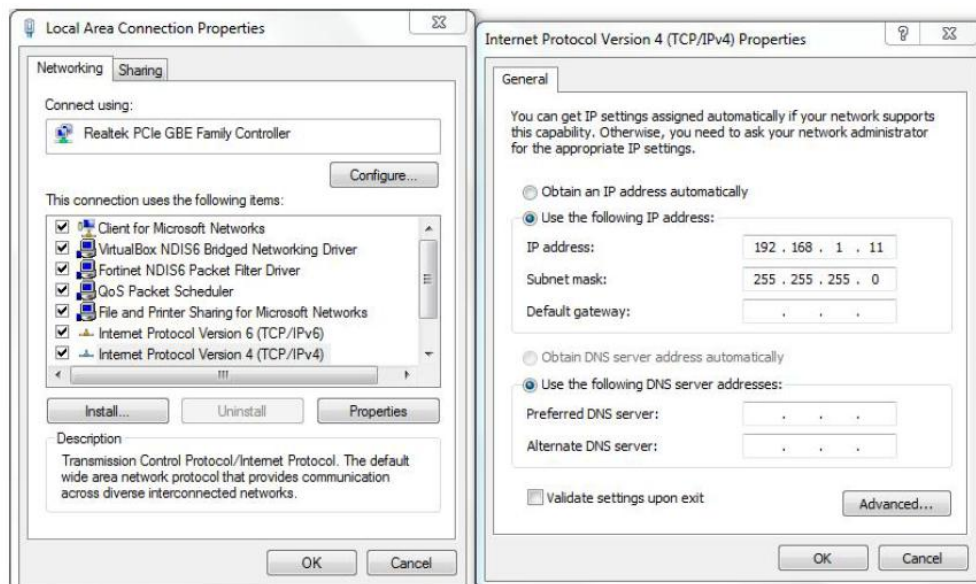 Local Area Connection Properties
Networking
Sharing
Connect using:
Realtek PCIe GBE Family Controller
Configure...
This connection uses the following items:
Client for Microsoft Networks
VirtualBox NDIS6 Bridged Networking Driver
Fortinet NDIS6 Packet Filter Driver
QoS Packet Scheduler
File and Printer Sharing for Microsoft Networks
Internet Protocol Version 6 (TCP/IPv6)
Internet Protocol Version 4 (TCP/IPv4)
Install...
Uninstall
Properties
Description
Transmission Control Protocol/Internet Protocol. The default
wide area network protocol that provides communication
across diverse interconnected networks.
OK
Cancel
Internet Protocol Version 4 (TCP/IPv4) Properties
General
You can get IP settings assigned automatically if your network supports
this capability. Otherwise, you need to ask your network administrator
for the appropriate IP settings.
Obtain an IP address automatically
Use the following IP address:
IP address: 192 . 168 . 1 . 11
Subnet mask: 255 . 255 . 255 . 0
Default gateway: . . .
Obtain DNS server address automatically
Use the following DNS server addresses:
Preferred DNS server: . . .
Alternate DNS server: . . .
Validate settings upon exit
Advanced...
OK
Cancel